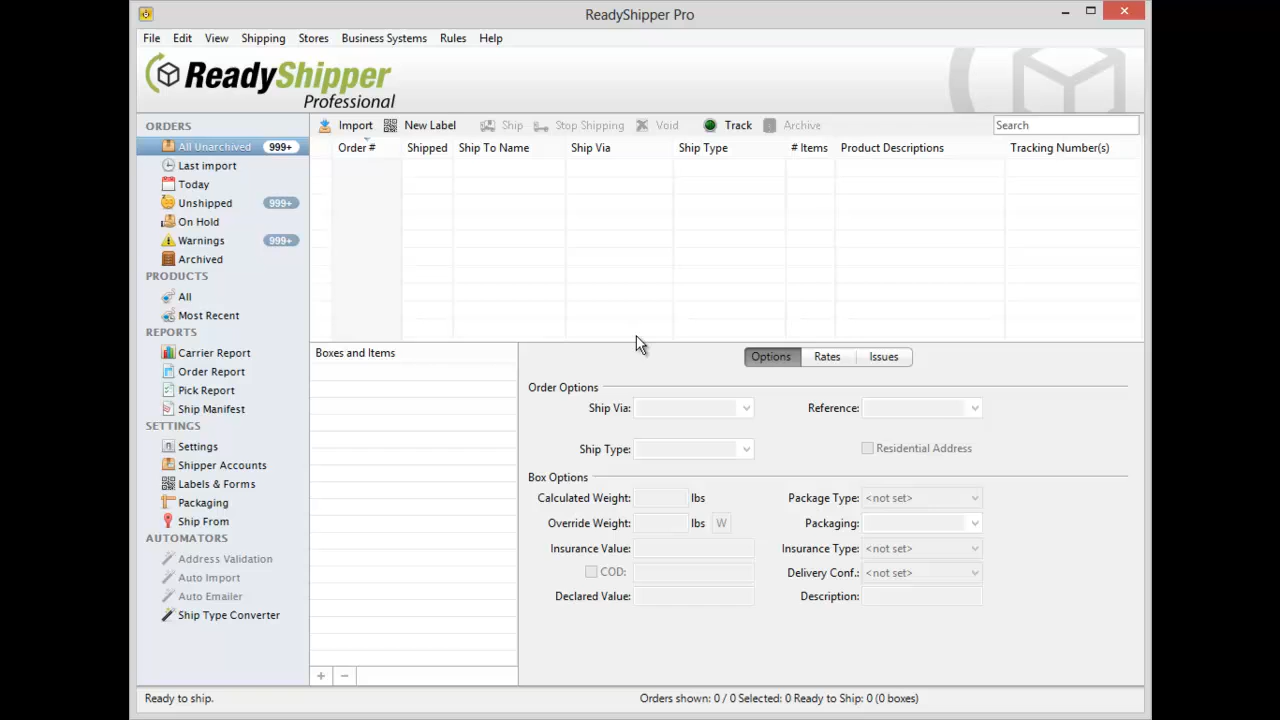 ReadyShipper Pro
File Edit View Shipping Stores Business Systems Rules Help
ReadyShipper
Professional
ORDERS
All Unarchived 999+
Last import
Today
Unshipped 999+
On Hold
Warnings 999+
Archived
PRODUCTS
All
Most Recent
REPORTS
Carrier Report
Order Report
Pick Report
Ship Manifest
SETTINGS
Settings
Shipper Accounts
Labels & Forms
Packaging
Ship From
AUTOMATORS
Address Validation
Auto Import
Auto Emailer
Ship Type Converter
Import New Label Ship Stop Shipping Void Track Archive Search
Order # Shipped Ship To Name Ship Via Ship Type # Items Product Descriptions Tracking Number(s)
Boxes and Items
Options Rates Issues
Order Options
Ship Via: Reference:
Ship Type: Residential Address
Box Options
Calculated Weight: lbs Package Type: <not set>
Override Weight: lbs W Packaging:
Insurance Value: Insurance Type: <not set>
COD: Delivery Conf.: <not set>
Declared Value: Description:
+ −
Ready to ship. Orders shown: 0 / 0 Selected: 0 Ready to Ship: 0 (0 boxes)